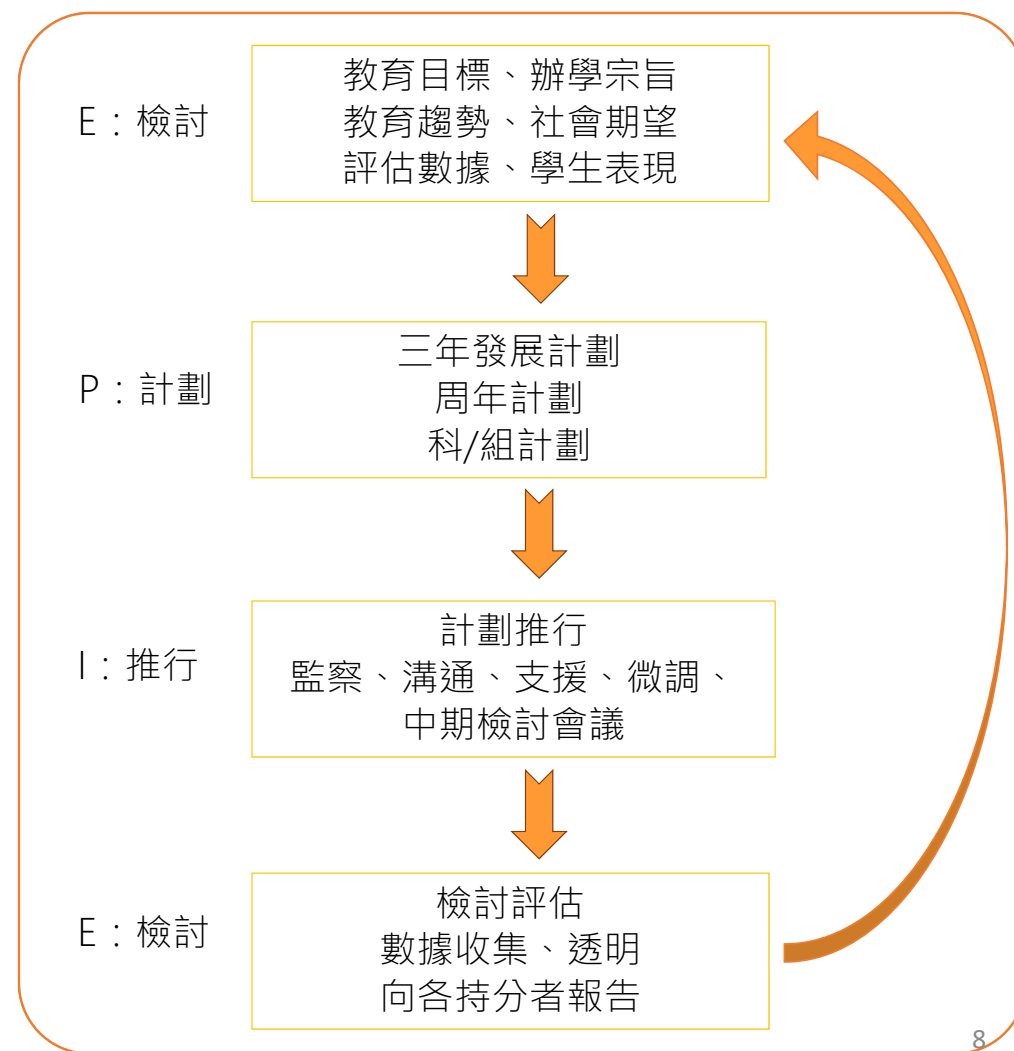 E：檢討
教育目標、辦學宗旨
教育趨勢、社會期望
評估數據、學生表現
P：計劃
三年發展計劃
周年計劃
科/組計劃
I：推行
計劃推行
監察、溝通、支援、微調、
中期檢討會議
E：檢討
檢討評估
數據收集、透明
向各持分者報告
8